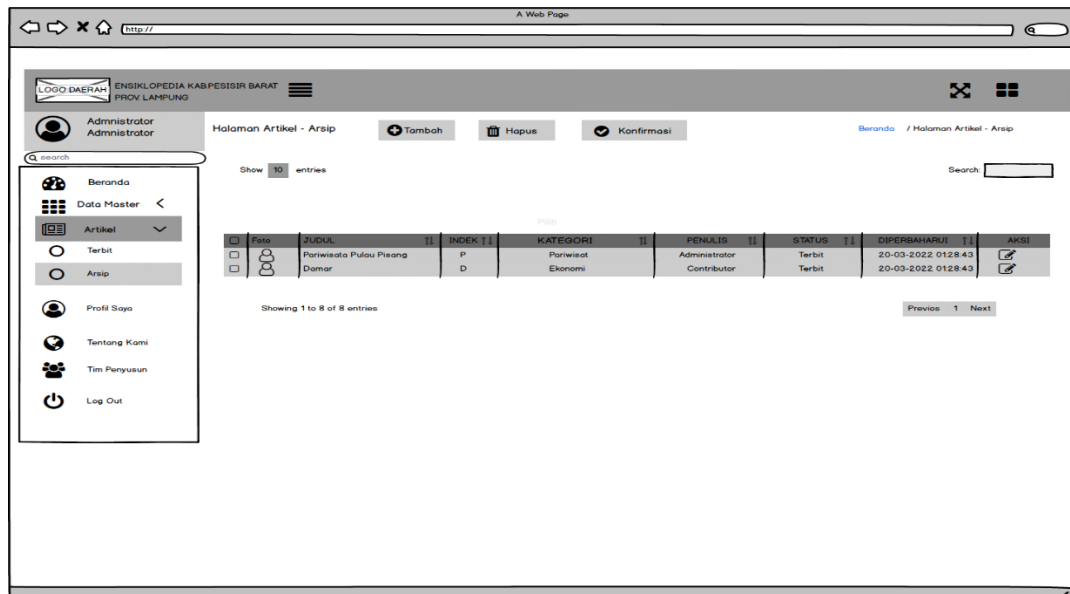 A Web Page
http://
LOGO DAERAH
ENSIKLOPEDIA KAB.PESISIR BARAT
PROV LAMPUNG
Admnistrator
Admnistrator
search
Beranda
Data Master
Artikel
Terbit
Arsip
Profil Saya
Tentang Kami
Tim Penyusun
Log Out
Halaman Artikel - Arsip
Tambah
Hapus
Konfirmasi
Beranda / Halaman Artikel - Arsip
Show 10 entries
Search:
Pilih
Foto JUDUL INDEK KATEGORI PENULIS STATUS DIPERBAHARUI AKSI
Pariwisata Pulau Pisang P Pariwisat Administrator Terbit 20-03-2022 0128:43
Damar D Ekonomi Contributor Terbit 20-03-2022 0128:43
Showing 1 to 8 of 8 entries
Previos 1 Next